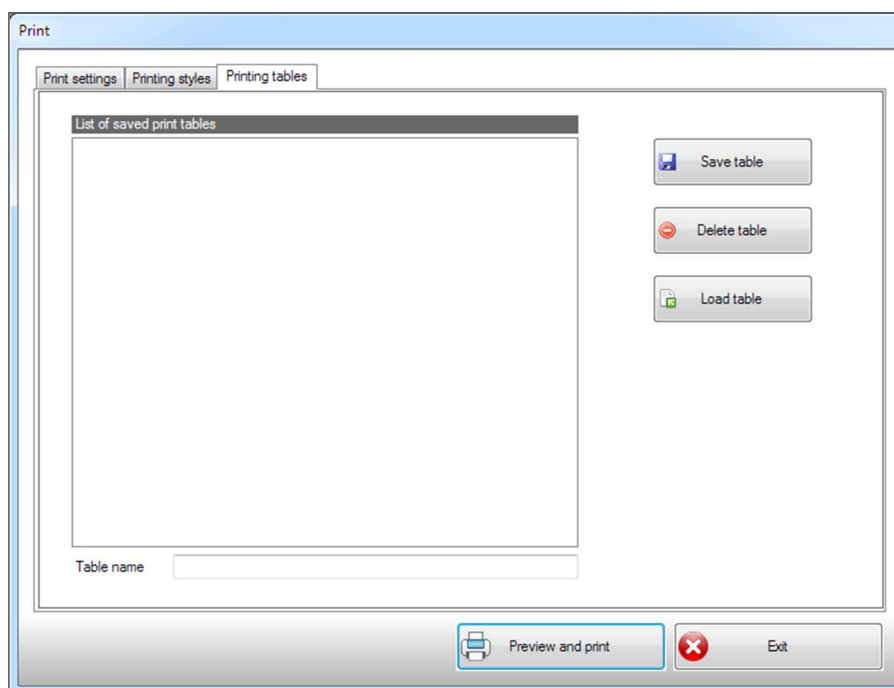 Print
Print settings Printing styles Printing tables
List of saved print tables
Save table
Delete table
Load table
Table name
Preview and print Exit